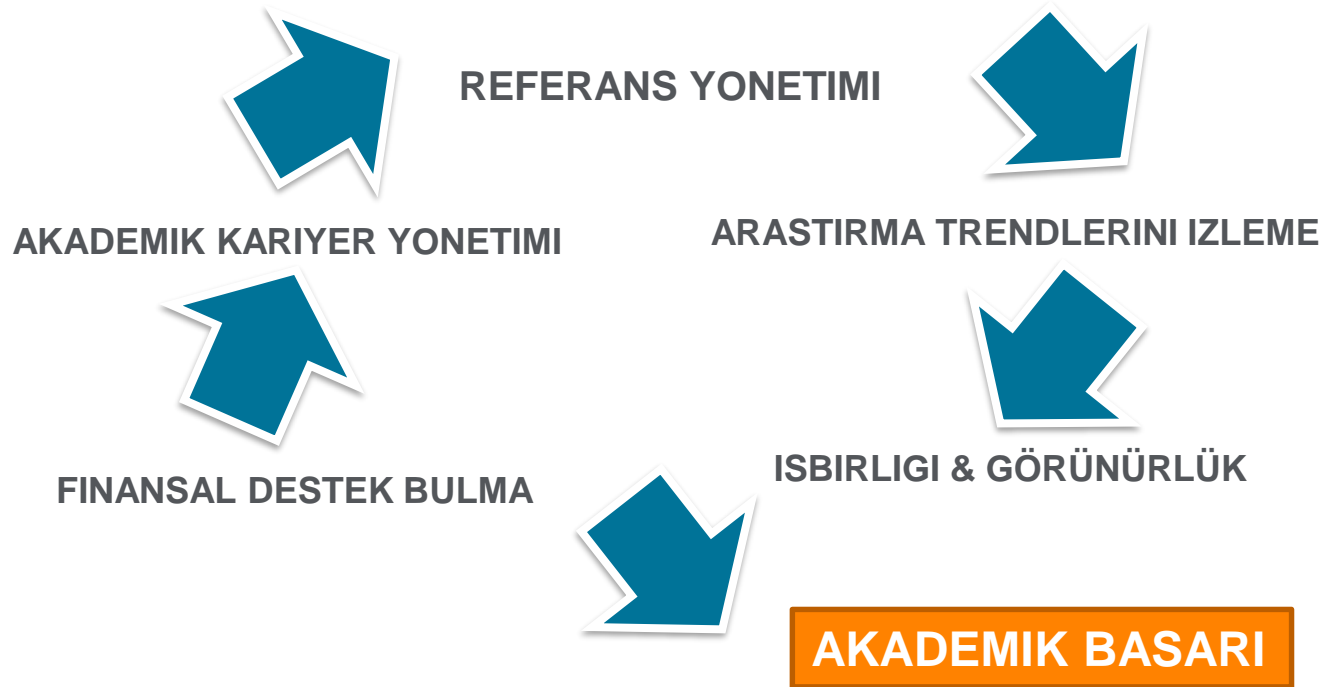 REFERANS YONETIMI
AKADEMIK KARIYER YONETIMI
ARASTIRMA TRENDLERINI IZLEME
FINANSAL DESTEK BULMA
ISBIRLIGI & GÖRÜNÜRLÜK
AKADEMIK BASARI